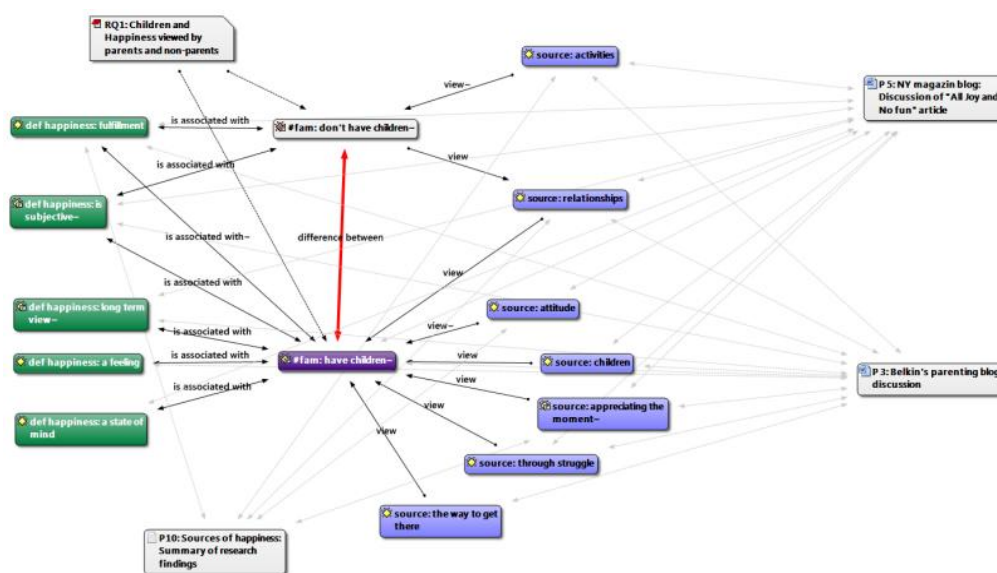 RQ1: Children and
Happiness viewed by
parents and non-parents
source: activities
view~
P 5: NY magazin blog:
Discussion of "All Joy and
No fun" article
def happiness: fulfillment
is associated with
#fam: don't have children~
is associated with
view
def happiness: is
subjective~
source: relationships
is associated with~
difference between
is associated with
view
def happiness: long term
view~
source: attitude
is associated with
view~
def happiness: a feeling
is associated with
#fam: have children~
view
source: children
P 3: Belkin's parenting blog
discussion
is associated with
view
source: appreciating the
moment~
def happiness: a state of
mind
view
view
source: through struggle
source: the way to get
there
P10: Sources of happiness:
Summary of research
findings